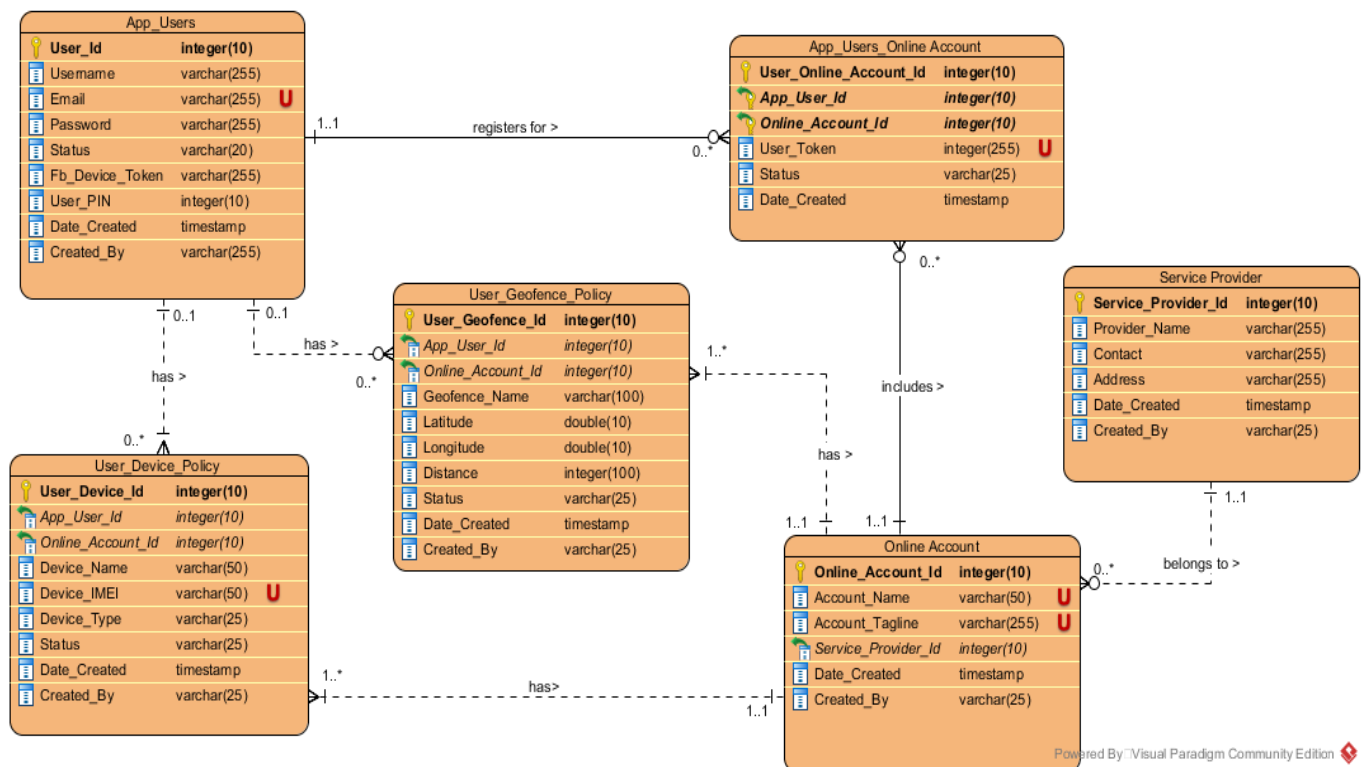 App_Users
User_Id integer(10)
Username varchar(255)
Email varchar(255) U
Password varchar(255)
Status varchar(20)
Fb_Device_Token varchar(255)
User_PIN integer(10)
Date_Created timestamp
Created_By varchar(255)
1..1
registers for >
0..*
App_Users_Online Account
User_Online_Account_Id integer(10)
App_User_Id integer(10)
Online_Account_Id integer(10)
User_Token integer(255) U
Status varchar(25)
Date_Created timestamp
0..*
includes >
1..1
Service Provider
Service_Provider_Id integer(10)
Provider_Name varchar(255)
Contact varchar(255)
Address varchar(255)
Date_Created timestamp
Created_By varchar(25)
1..1
belongs to >
0..*
0..1
has >
0..*
0..1
has >
0..*
User_Geofence_Policy
User_Geofence_Id integer(10)
App_User_Id integer(10)
Online_Account_Id integer(10)
Geofence_Name varchar(100)
Latitude double(10)
Longitude double(10)
Distance integer(100)
Status varchar(25)
Date_Created timestamp
Created_By varchar(25)
1..*
has >
1..1
User_Device_Policy
User_Device_Id integer(10)
App_User_Id integer(10)
Online_Account_Id integer(10)
Device_Name varchar(50)
Device_IMEI varchar(50) U
Device_Type varchar(25)
Status varchar(25)
Date_Created timestamp
Created_By varchar(25)
1..*
has>
1..1
Online Account
Online_Account_Id integer(10)
Account_Name varchar(50) U
Account_Tagline varchar(255) U
Service_Provider_Id integer(10)
Date_Created timestamp
Created_By varchar(25)
Powered By Visual Paradigm Community Edition